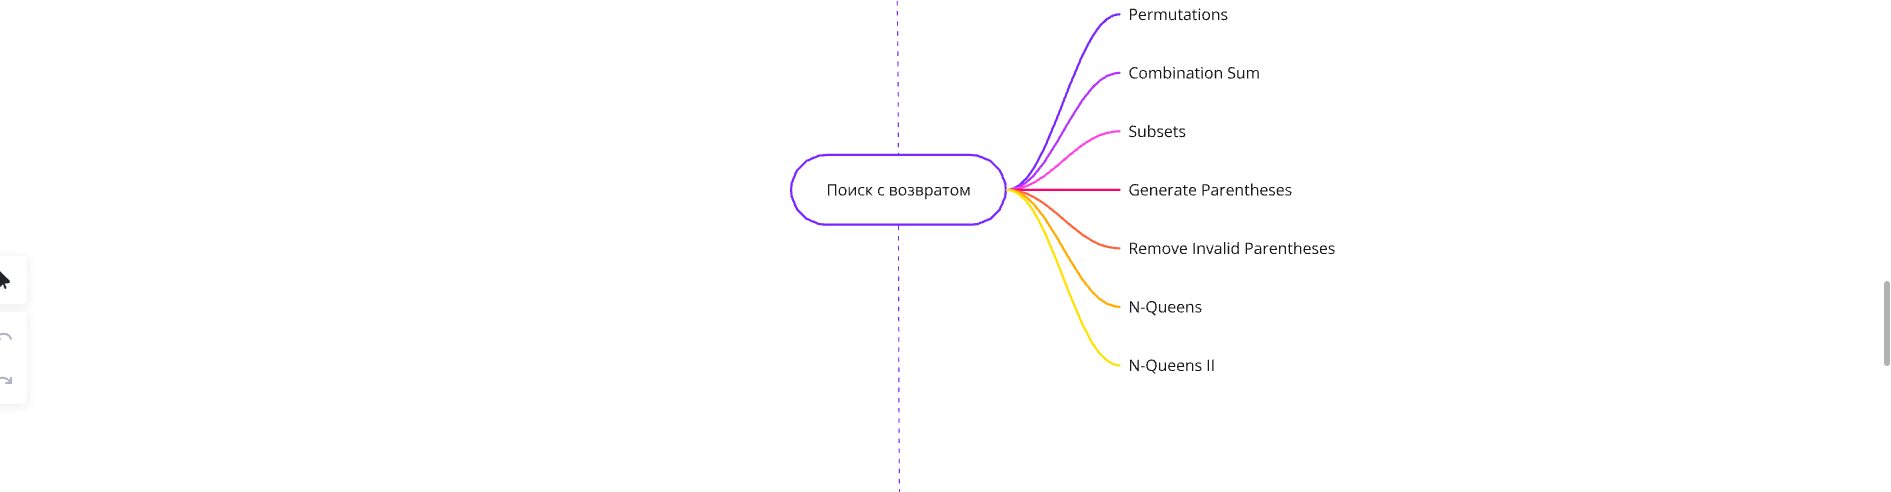 Permutations
Combination Sum
Subsets
Поиск с возвратом
Generate Parentheses
Remove Invalid Parentheses
N-Queens
N-Queens II